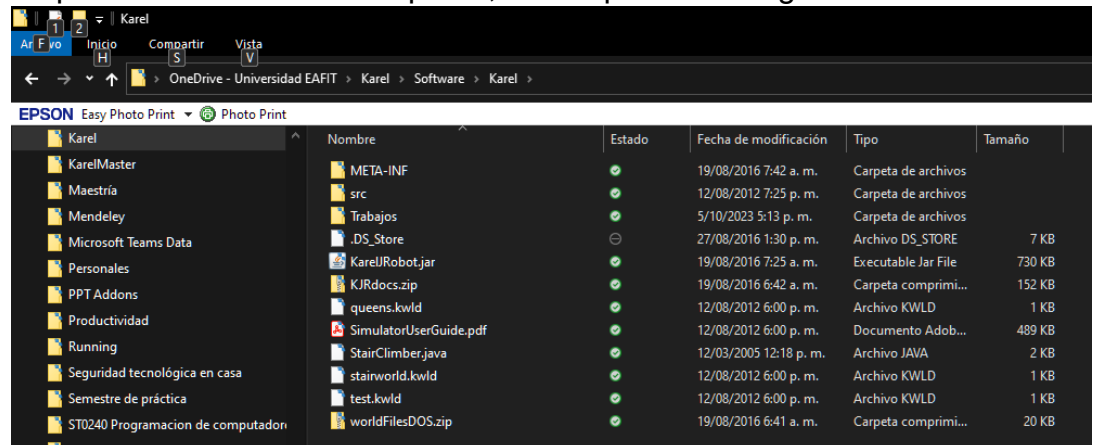 Karel
1 2
Archivo Inicio Compartir Vista
F H S V
OneDrive - Universidad EAFIT > Karel > Software > Karel >
EPSON Easy Photo Print Photo Print
Karel
KarelMaster
Maestría
Mendeley
Microsoft Teams Data
Personales
PPT Addons
Productividad
Running
Seguridad tecnológica en casa
Semestre de práctica
ST0240 Programacion de computador
Nombre Estado Fecha de modificación Tipo Tamaño
META-INF 19/08/2016 7:42 a. m. Carpeta de archivos
src 12/08/2012 7:25 p. m. Carpeta de archivos
Trabajos 5/10/2023 5:13 p. m. Carpeta de archivos
.DS_Store 27/08/2016 1:30 p. m. Archivo DS_STORE 7 KB
KarelJRobot.jar 19/08/2016 7:25 a. m. Executable Jar File 730 KB
KJRdocs.zip 19/08/2016 6:42 a. m. Carpeta comprimi... 152 KB
queens.kwld 12/08/2012 6:00 p. m. Archivo KWLD 1 KB
SimulatorUserGuide.pdf 12/08/2012 6:00 p. m. Documento Adob... 489 KB
StairClimber.java 12/03/2005 12:18 p. m. Archivo JAVA 2 KB
stairworld.kwld 12/08/2012 6:00 p. m. Archivo KWLD 1 KB
test.kwld 12/08/2012 6:00 p. m. Archivo KWLD 1 KB
worldFilesDOS.zip 19/08/2016 6:41 a. m. Carpeta comprimi... 20 KB